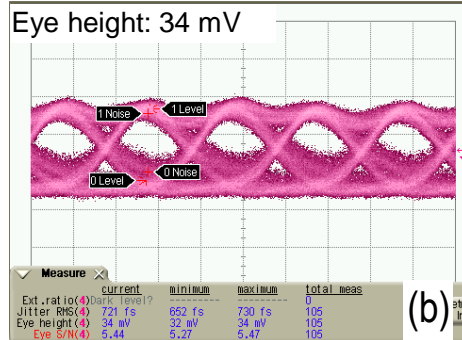 Eye height: 34 mV
1 Noise
1 Level
0 Level
0 Noise
Measure
current minimum maximum total meas
Ext.ratio(4) Dark level? --------- --------- 0
Jitter RMS(4) 721 fs 652 fs 730 fs 105
Eye height(4) 34 mV 32 mV 34 mV 105
Eye S/N(4) 5.44 5.27 5.47 105
(b)